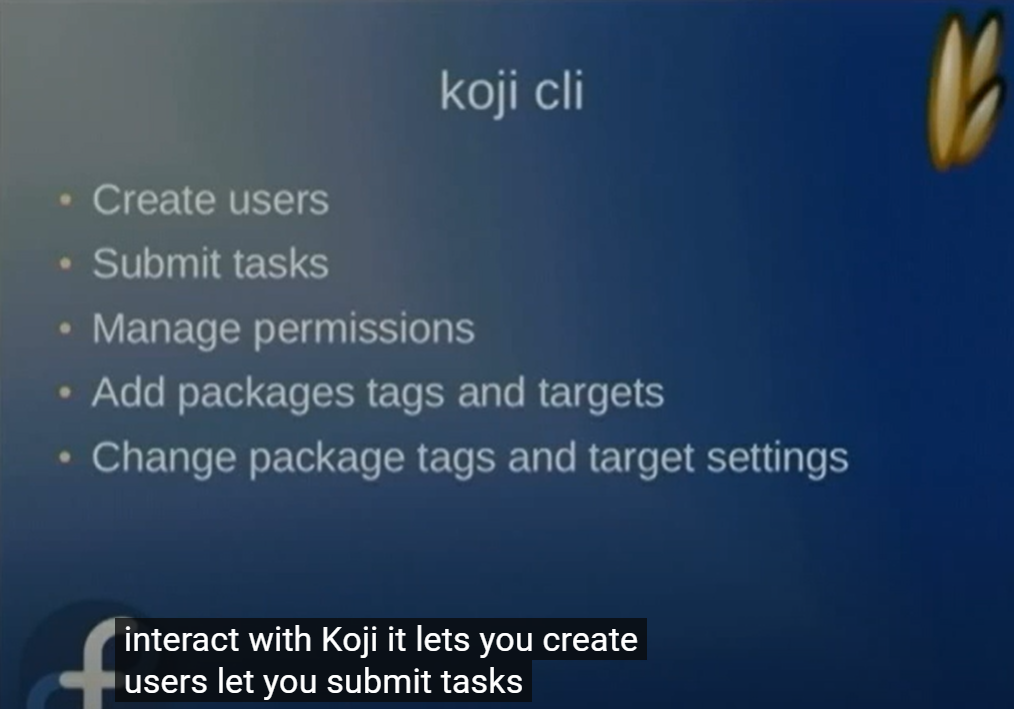 koji cli
• Create users
• Submit tasks
• Manage permissions
• Add packages tags and targets
• Change package tags and target settings
interact with Koji it lets you create
users let you submit tasks